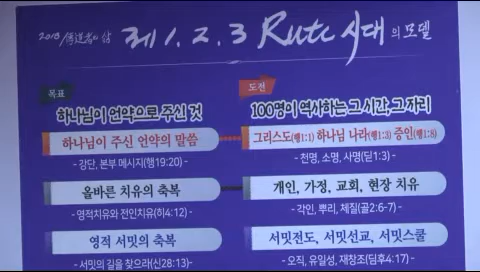 2018 傳道者의 삶
제1.2.3 RUTC 시대의 모델
목표
도전
하나님이 언약으로 주신 것
100명이 역사하는 그 시간, 그 자리
하나님이 주신 언약의 말씀
그리스도(행1:1) 하나님 나라(행1:3) 증인(행1:8)
- 강단, 본부 메시지(행19:20) -
- 천명, 소명, 사명(딛1:3) -
올바른 치유의 축복
개인, 가정, 교회, 현장 치유
- 영적치유와 전인치유(히4:12) -
- 각인, 뿌리, 체질(골2:6-7) -
영적 서밋의 축복
서밋전도, 서밋선교, 서밋스쿨
- 서밋의 길을 찾으라(신28:13) -
- 오직, 유일성, 재창조(딤후4:17) -